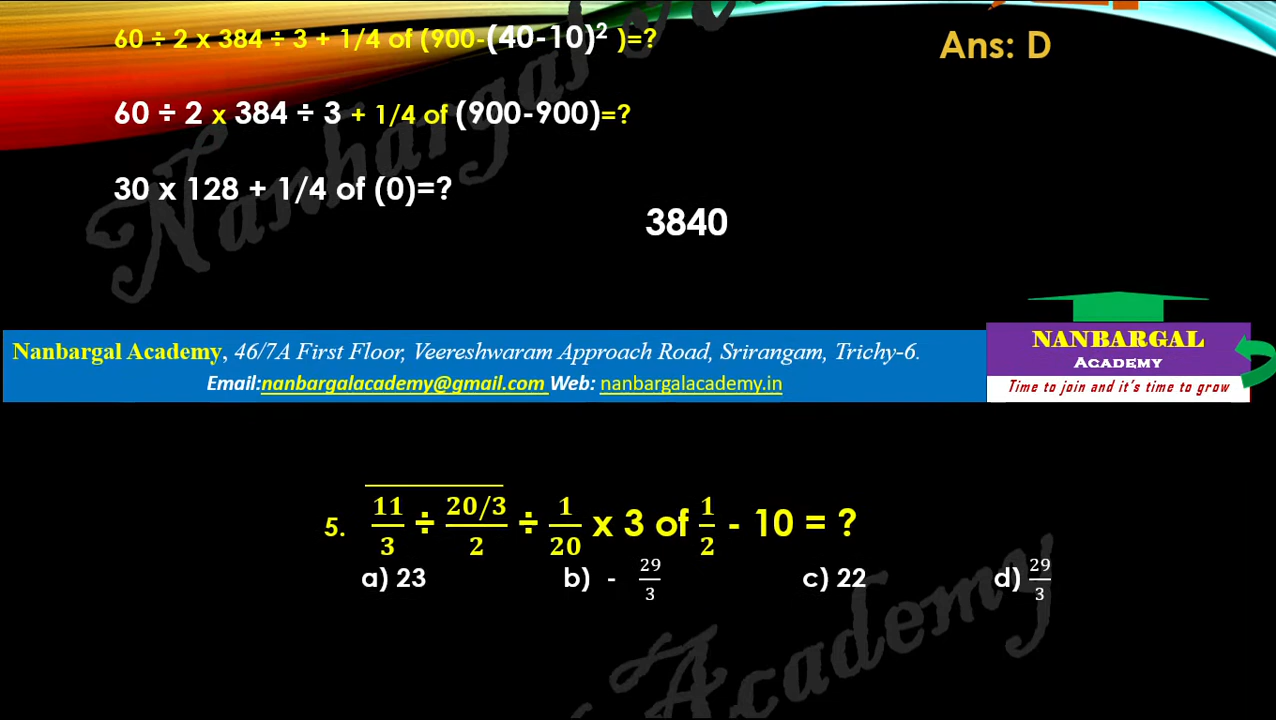 60 ÷ 2 x 384 ÷ 3 + 1/4 of (900-(40-10)² )=?
Ans: D
60 ÷ 2 x 384 ÷ 3 + 1/4 of (900-900)=?
30 x 128 + 1/4 of (0)=?
3840
Nanbargal Academy, 46/7A First Floor, Veereshwaram Approach Road, Srirangam, Trichy-6.
Email:nanbargalacademy@gmail.com Web: nanbargalacademy.in
NANBARGAL
ACADEMY
Time to join and it's time to grow
5. 11/3 ÷ 20/3/2 ÷ 1/20 x 3 of 1/2 - 10 = ?
a) 23 b) - 29/3 c) 22 d) 29/3
Nanbargal
Academy